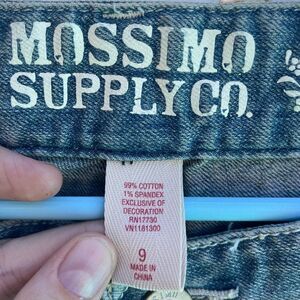 MOSSIMO
SUPPLY CO.
99% COTTON
1% SPANDEX
EXCLUSIVE OF
DECORATION
RN17730
VN1181300
9
MADE IN
CHINA